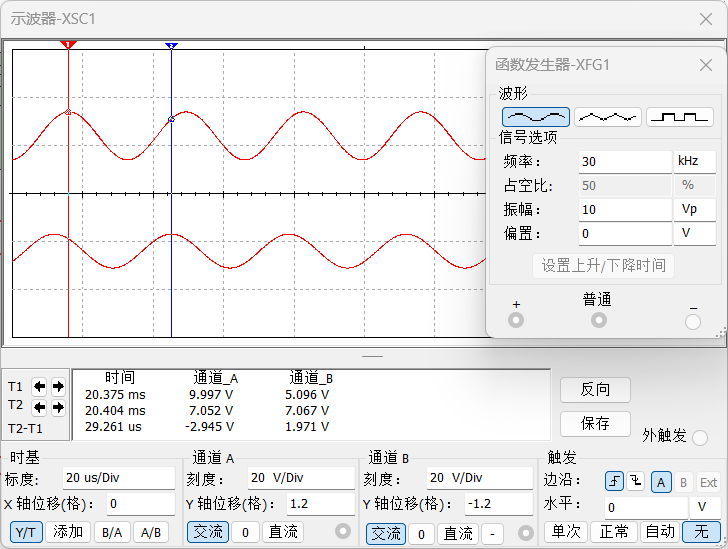 示波器-XSC1
1
2
函数发生器-XFG1
波形
信号选项
频率： 30 kHz
占空比: 50 %
振幅： 10 Vp
偏置： 0 V
设置上升/下降时间
+ 普通 −
时间 通道_A 通道_B
T1 20.375 ms 9.997 V 5.096 V
T2 20.404 ms 7.052 V 7.067 V
T2-T1 29.261 us -2.945 V 1.971 V
反向
保存
外触发
时基
标度: 20 us/Div
X 轴位移(格)： 0
Y/T 添加 B/A A/B
通道 A
刻度： 20 V/Div
Y 轴位移(格)： 1.2
交流 0 直流
通道 B
刻度： 20 V/Div
Y 轴位移(格)： -1.2
交流 0 直流 -
触发
边沿: A B Ext
水平： 0 V
单次 正常 自动 无